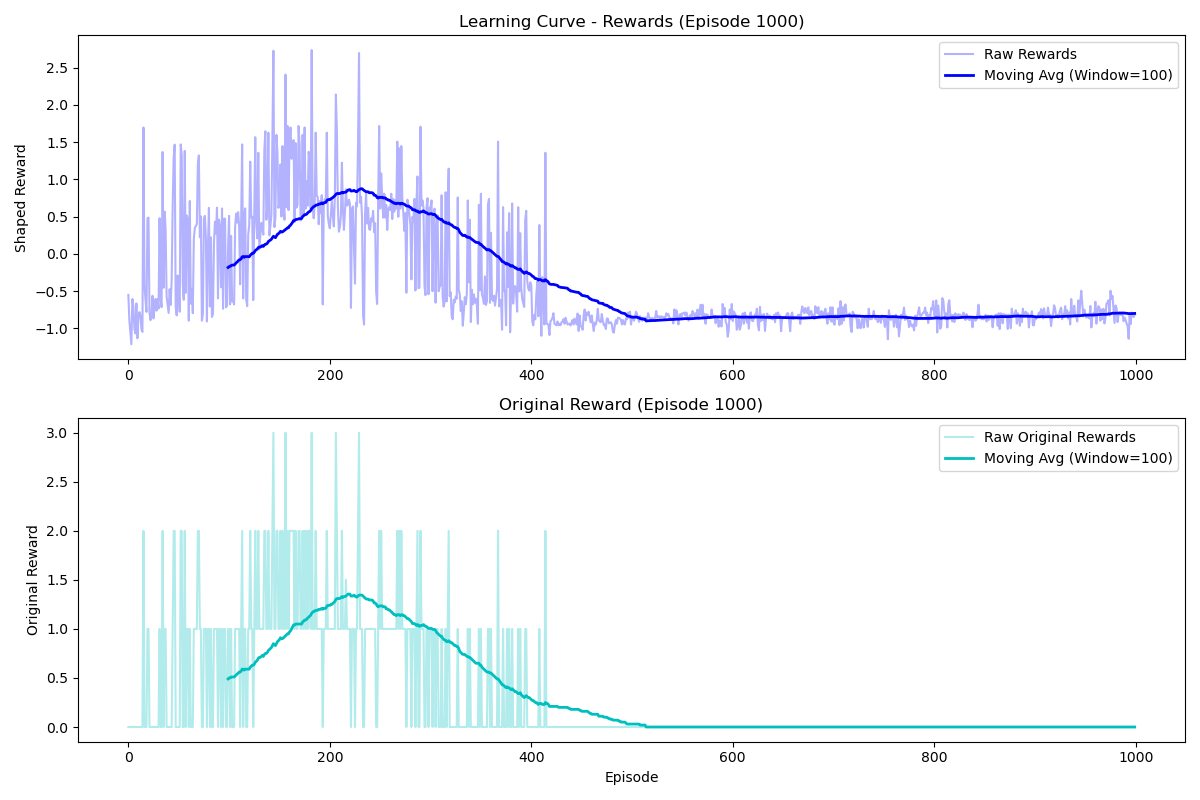 Learning Curve - Rewards (Episode 1000)
Raw Rewards
Moving Avg (Window=100)
Shaped Reward
2.5
2.0
1.5
1.0
0.5
0.0
−0.5
−1.0
0 200 400 600 800 1000
Original Reward (Episode 1000)
Raw Original Rewards
Moving Avg (Window=100)
Original Reward
3.0
2.5
2.0
1.5
1.0
0.5
0.0
0 200 400 600 800 1000
Episode